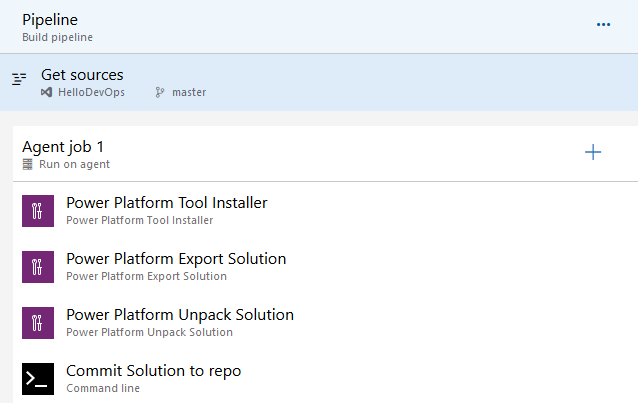 Pipeline
Build pipeline
Get sources
HelloDevOps master
Agent job 1
Run on agent
Power Platform Tool Installer
Power Platform Tool Installer
Power Platform Export Solution
Power Platform Export Solution
Power Platform Unpack Solution
Power Platform Unpack Solution
Commit Solution to repo
Command line